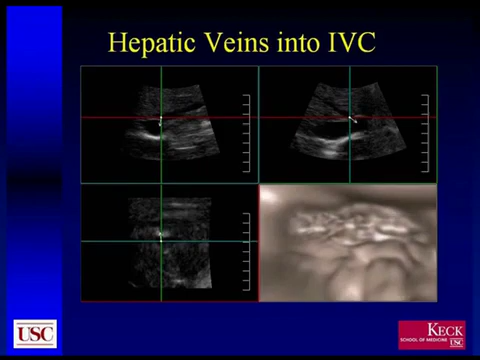 Hepatic Veins into IVC
USC
KECK
SCHOOL OF MEDICINE
USC